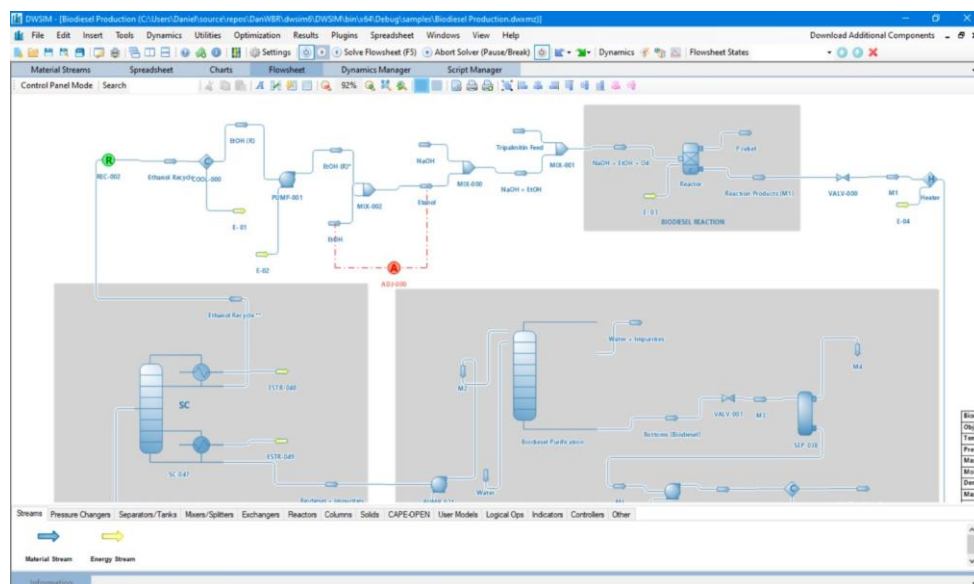 DWSIM - [Biodiesel Production (C:\Users\Daniel\source\repos\DanWBR\dwsim6\DWSIM\bin\x64\Debug\samples\Biodiesel Production.dwxmz)]
File Edit Insert Tools Dynamics Utilities Optimization Results Plugins Spreadsheet Windows View Help Download Additional Components
Settings Solve Flowsheet (F5) Abort Solver (Pause/Break) Dynamics Flowsheet States
Material Streams Spreadsheet Charts Flowsheet Dynamics Manager Script Manager
Control Panel Mode Search 92%
EtOH (R)
R
REC-002
Ethanol Recycle
C
COOL-000
E-01
PUMP-001
E-02
EtOH (R)*
MIX-002
EtOH
A
ADJ-000
NaOH
Etanol
MIX-000
NaOH + EtOH
Tripalmitin Feed
MIX-001
NaOH + EtOH + Oil
Reactor
E-03
Reaction Products (M1)
BIODIESEL REACTION
VALV-000
M1
H
Heater
E-04
Ethanol Recycle **
SC
ESTR-048
ESTR-049
SC-047
M2
Water + Impurities
Biodiesel Purification
Water
Bottoms (Biodiesel)
VALV-001
M3
M4
SEP-038
C
Streams Pressure Changers Separators/Tanks Mixers/Splitters Exchangers Reactors Columns Solids CAPE-OPEN User Models Logical Ops Indicators Controllers Other
Material Stream Energy Stream
Information